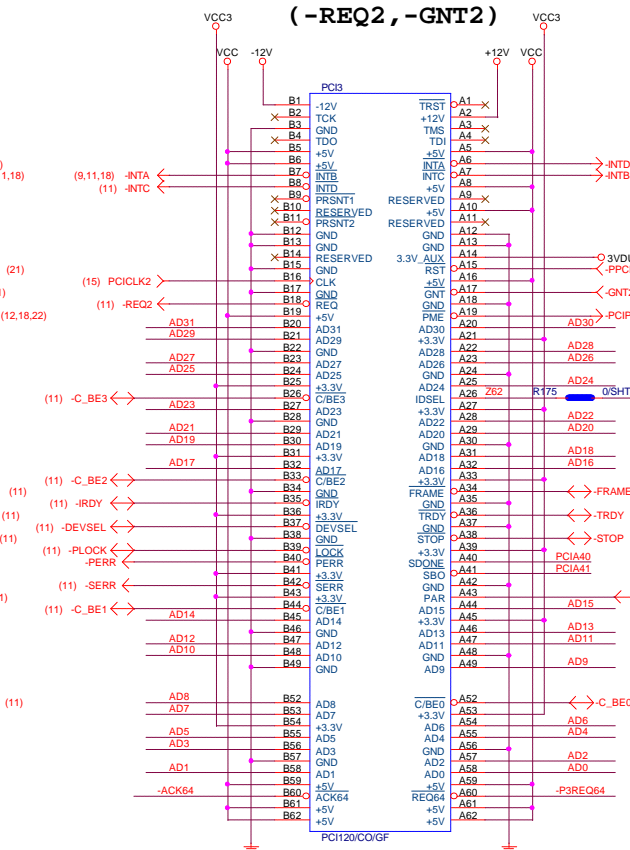 (-REQ2,-GNT2)
VCC3 VCC3
VCC -12V +12V VCC
PCI3
B1 -12V TRST A1
B2 TCK +12V A2
B3 GND TMS A3
B4 TDO TDI A4
B5 +5V +5V A5
B6 +5V INTA A6 -INTD
1,18) (9,11,18) -INTA B7 INTB INTC A7 -INTB
(11) -INTC B8 INTD +5V A8
B9 PRSNT1 RESERVED A9
B10 RESERVED +5V A10
B11 PRSNT2 RESERVED A11
B12 GND GND A12
B13 GND GND A13
B14 RESERVED 3.3V_AUX A14 3VDU
(21) B15 GND RST A15 -PPCI
(15) PCICLK2 B16 CLK +5V A16
B17 GND GNT A17 -GNT2
(11) -REQ2 B18 REQ GND A18
(12,18,22) B19 +5V PME A19 -PCIP
AD31 B20 AD31 AD30 A20 AD30
AD29 B21 AD29 +3.3V A21
B22 GND AD28 A22 AD28
AD27 B23 AD27 AD26 A23 AD26
AD25 B24 AD25 GND A24
B25 +3.3V AD24 A25 AD24
(11) -C_BE3 B26 C/BE3 IDSEL A26 Z62 R175 0/SHT
AD23 B27 AD23 +3.3V A27
B28 GND AD22 A28 AD22
AD21 B29 AD21 AD20 A29 AD20
AD19 B30 AD19 GND A30
B31 +3.3V AD18 A31 AD18
AD17 B32 AD17 AD16 A32 AD16
(11) -C_BE2 B33 C/BE2 +3.3V A33
(11) B34 GND FRAME A34 -FRAME
(11) -IRDY B35 IRDY GND A35
(11) B36 +3.3V TRDY A36 -TRDY
(11) -DEVSEL B37 DEVSEL GND A37
(11) B38 GND STOP A38 -STOP
(11) -PLOCK B39 LOCK +3.3V A39
-PERR B40 PERR SDONE A40 PCIA40
B41 +3.3V SBO A41 PCIA41
(11) -SERR B42 SERR GND A42
B43 +3.3V PAR A43
(11) -C_BE1 B44 C/BE1 AD15 A44 AD15
AD14 B45 AD14 +3.3V A45
B46 GND AD13 A46 AD13
AD12 B47 AD12 AD11 A47 AD11
AD10 B48 AD10 GND A48
B49 GND AD9 A49 AD9
(11) AD8 B52 AD8 C/BE0 A52 -C_BE0
AD7 B53 AD7 +3.3V A53
B54 +3.3V AD6 A54 AD6
AD5 B55 AD5 AD4 A55 AD4
AD3 B56 AD3 GND A56
B57 GND AD2 A57 AD2
AD1 B58 AD1 AD0 A58 AD0
B59 +5V +5V A59
-ACK64 B60 ACK64 REQ64 A60 -P3REQ64
B61 +5V +5V A61
B62 +5V +5V A62
PCI120/CO/GF